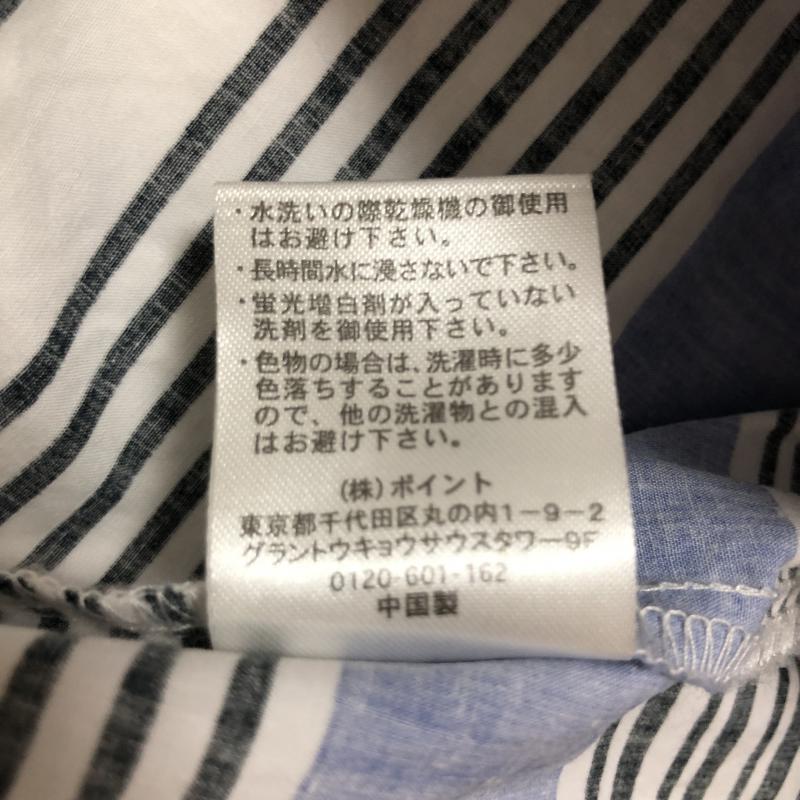 ・水洗いの際乾燥機の御使用
はお避け下さい。
・長時間水に浸さないで下さい。
・蛍光増白剤が入っていない
洗剤を御使用下さい。
・色物の場合は、洗濯時に多少
色落ちすることがあります
ので、他の洗濯物との混入
はお避け下さい。
(株)ポイント
東京都千代田区丸の内1-9-2
グラントウキョウサウスタワー9F
0120-601-162
中国製